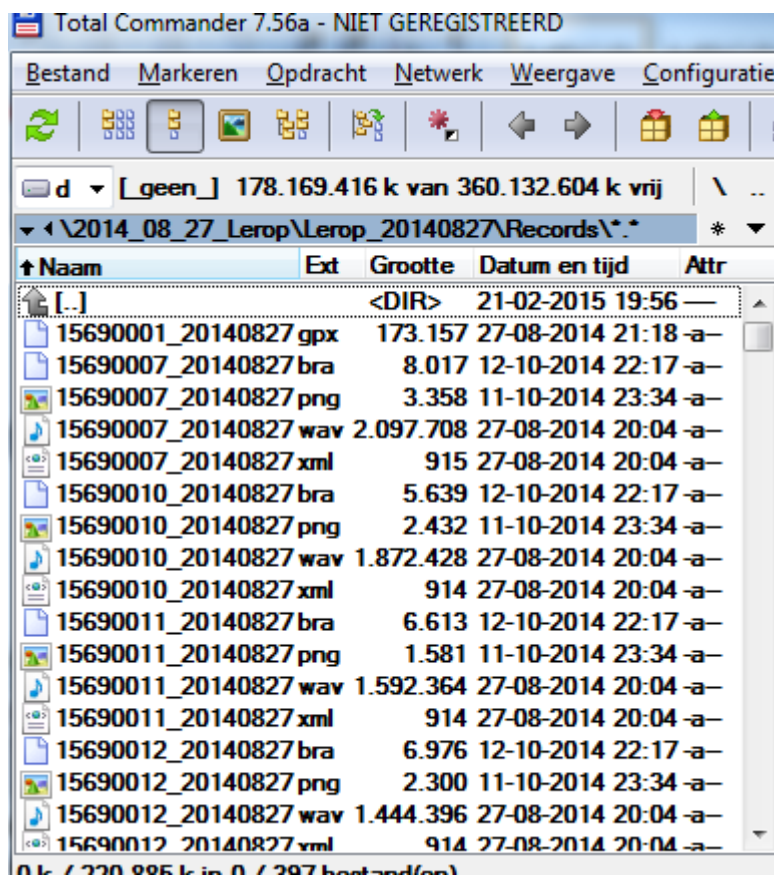 Total Commander 7.56a - NIET GEREGISTREERD
Bestand Markeren Opdracht Netwerk Weergave Configuratie
d [_geen_] 178.169.416 k van 360.132.604 k vrij \ ..
\2014_08_27_Lerop\Lerop_20140827\Records\*.* * 
Naam Ext Grootte Datum en tijd Attr
[..] <DIR> 21-02-2015 19:56 ----
15690001_20140827 gpx 173.157 27-08-2014 21:18 -a--
15690007_20140827 bra 8.017 12-10-2014 22:17 -a--
15690007_20140827 png 3.358 11-10-2014 23:34 -a--
15690007_20140827 wav 2.097.708 27-08-2014 20:04 -a--
15690007_20140827 xml 915 27-08-2014 20:04 -a--
15690010_20140827 bra 5.639 12-10-2014 22:17 -a--
15690010_20140827 png 2.432 11-10-2014 23:34 -a--
15690010_20140827 wav 1.872.428 27-08-2014 20:04 -a--
15690010_20140827 xml 914 27-08-2014 20:04 -a--
15690011_20140827 bra 6.613 12-10-2014 22:17 -a--
15690011_20140827 png 1.581 11-10-2014 23:34 -a--
15690011_20140827 wav 1.592.364 27-08-2014 20:04 -a--
15690011_20140827 xml 914 27-08-2014 20:04 -a--
15690012_20140827 bra 6.976 12-10-2014 22:17 -a--
15690012_20140827 png 2.300 11-10-2014 23:34 -a--
15690012_20140827 wav 1.444.396 27-08-2014 20:04 -a--
15690012_20140827 xml 914 27-08-2014 20:04 -a--
0 k / 220.885 k in 0 / 397 bestand(en)